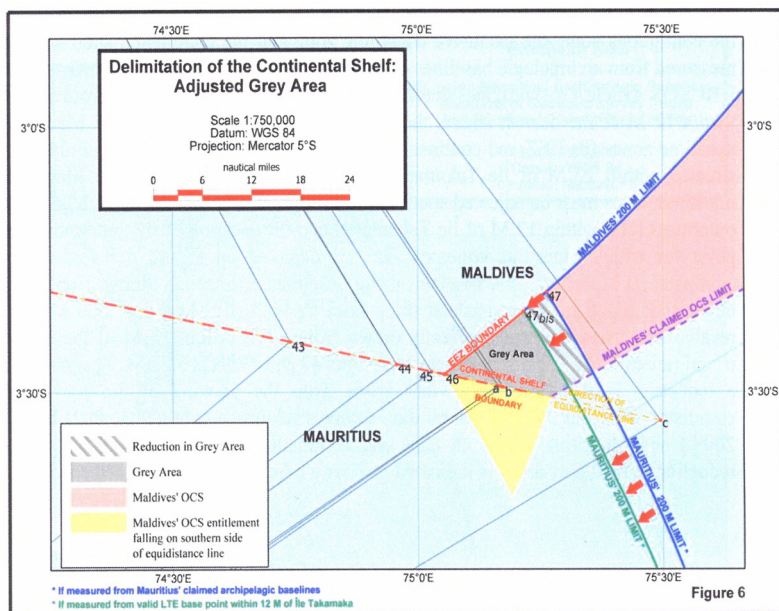 74°30'E
75°0'E
75°30'E
Delimitation of the Continental Shelf:
Adjusted Grey Area
Scale 1:750,000
Datum: WGS 84
Projection: Mercator 5°S
nautical miles
0 6 12 18 24
3°0'S
3°0'S
MALDIVES' 200 M LIMIT
MALDIVES
47
47 bis
MALDIVES' CLAIMED OCS LIMIT
EEZ BOUNDARY
Grey Area
43
44
45
46
CONTINENTAL SHELF
BOUNDARY
a
b
DIRECTION OF
EQUIDISTANCE LINE
c
3°30'S
3°30'S
MAURITIUS
Reduction in Grey Area
Grey Area
Maldives' OCS
Maldives' OCS entitlement
falling on southern side
of equidistance line
MAURITIUS' 200 M LIMIT *
MAURITIUS' 200 M LIMIT *
74°30'E
75°0'E
75°30'E
Figure 6
* If measured from Mauritius' claimed archipelagic baselines
* If measured from valid LTE base point within 12 M of Île Takamaka